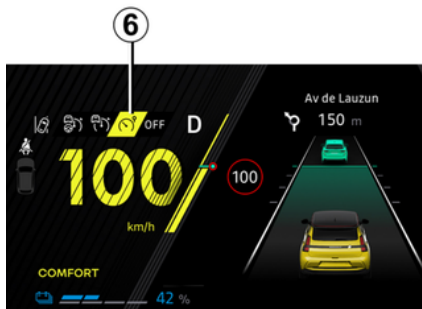 6
Av de Lauzun
150 m
OFF
D
100
km/h
100
COMFORT
42 %